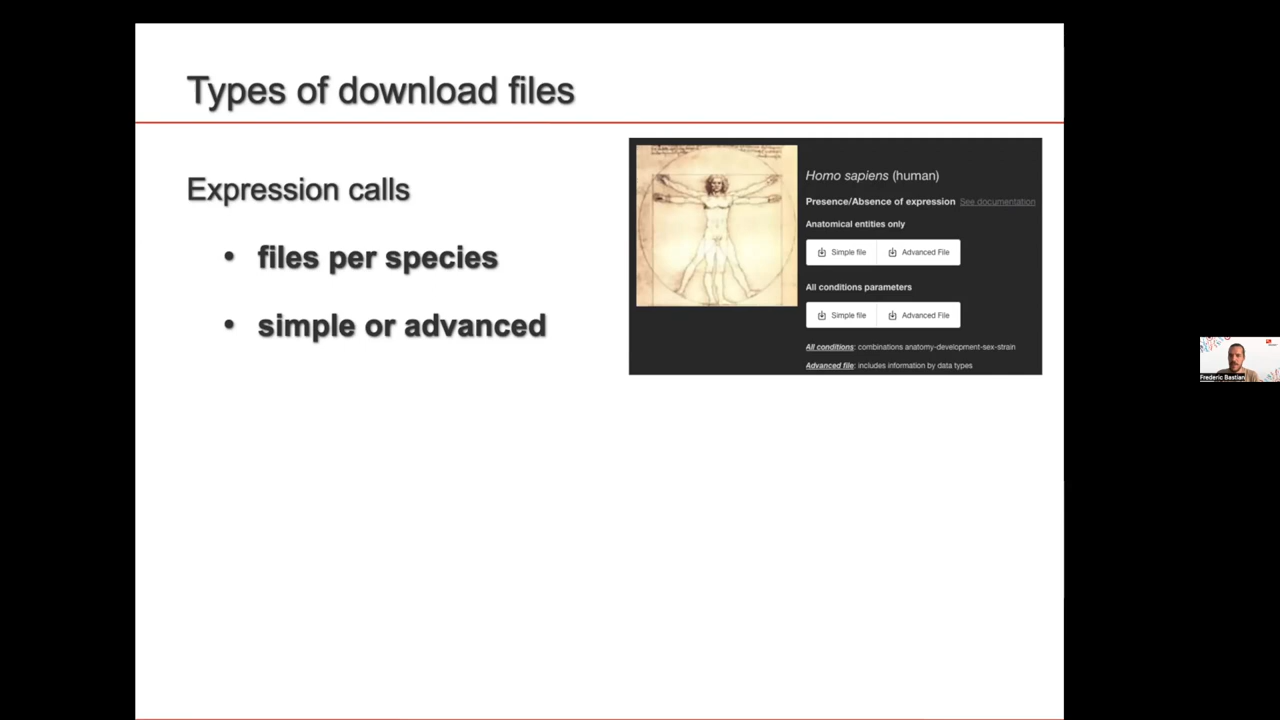 Types of download files
Expression calls
• files per species
• simple or advanced
Homo sapiens (human)
Presence/Absence of expression See documentation
Anatomical entities only
Simple file Advanced File
All conditions parameters
Simple file Advanced File
All conditions: combinations anatomy-development-sex-strain
Advanced file: includes information by data types
Frederic Bastian